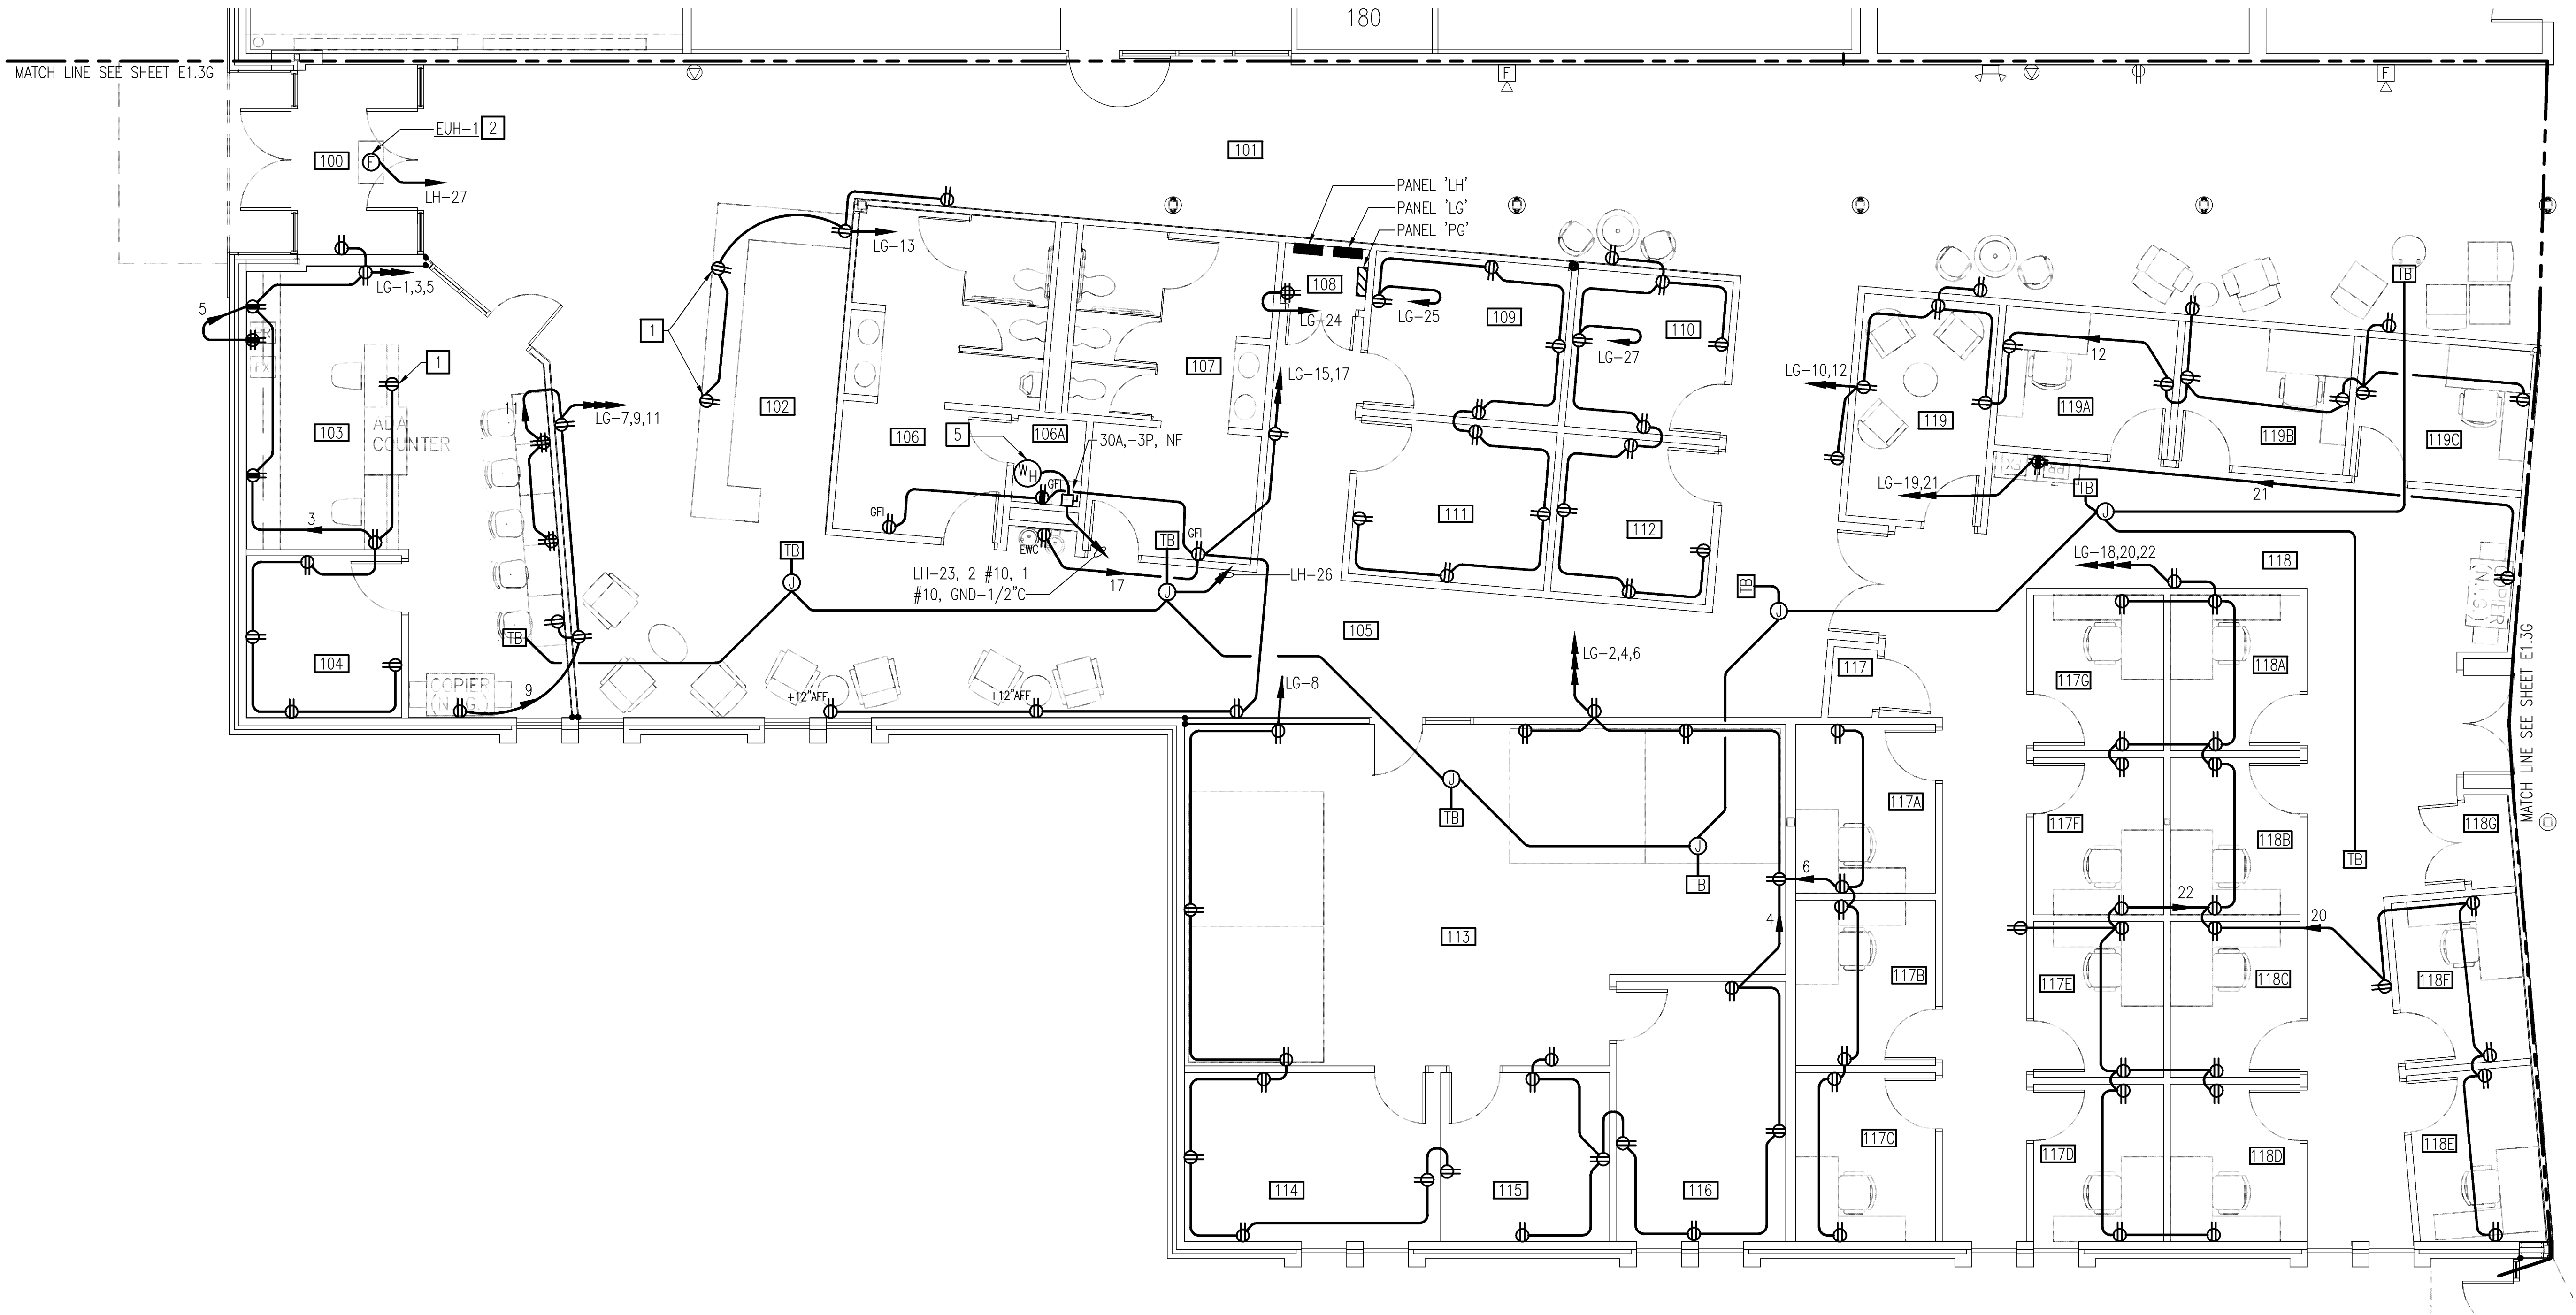 180
MATCH LINE SEE SHEET E1.3G
F
F
EUH-1 2
E
100
101
LH-27
PANEL 'LH'
PANEL 'LG'
PANEL 'PG'
LG-13
LG-1,3,5
5
PR
FX
1
1
108
LG-24
LG-25
109
110
LG-27
TB
107
LG-15,17
LG-10,12
12
119
119A
119B
119C
102
103
ADA
COUNTER
11
LG-7,9,11
106
5
106A
30A,-3P, NF
WH
GFI
GFI
GFI
EWC
3
111
112
LG-19,21
FX
PR
21
TB
J
TB
J
TB
J
LH-23, 2 #10, 1
#10, GND-1/2"C
17
LH-26
TB
J
LG-18,20,22
118
COPIER
(N.I.G.)
104
TB
105
COPIER
(N.I.G.)
9
+12"AFF
+12"AFF
LG-8
LG-2,4,6
117
117G
118A
MATCH LINE SEE SHEET E1.3G
J
TB
J
TB
117A
117F
118B
118G
TB
6
4
113
22
20
117B
117E
118C
118F
117C
117D
118D
118E
114
115
116